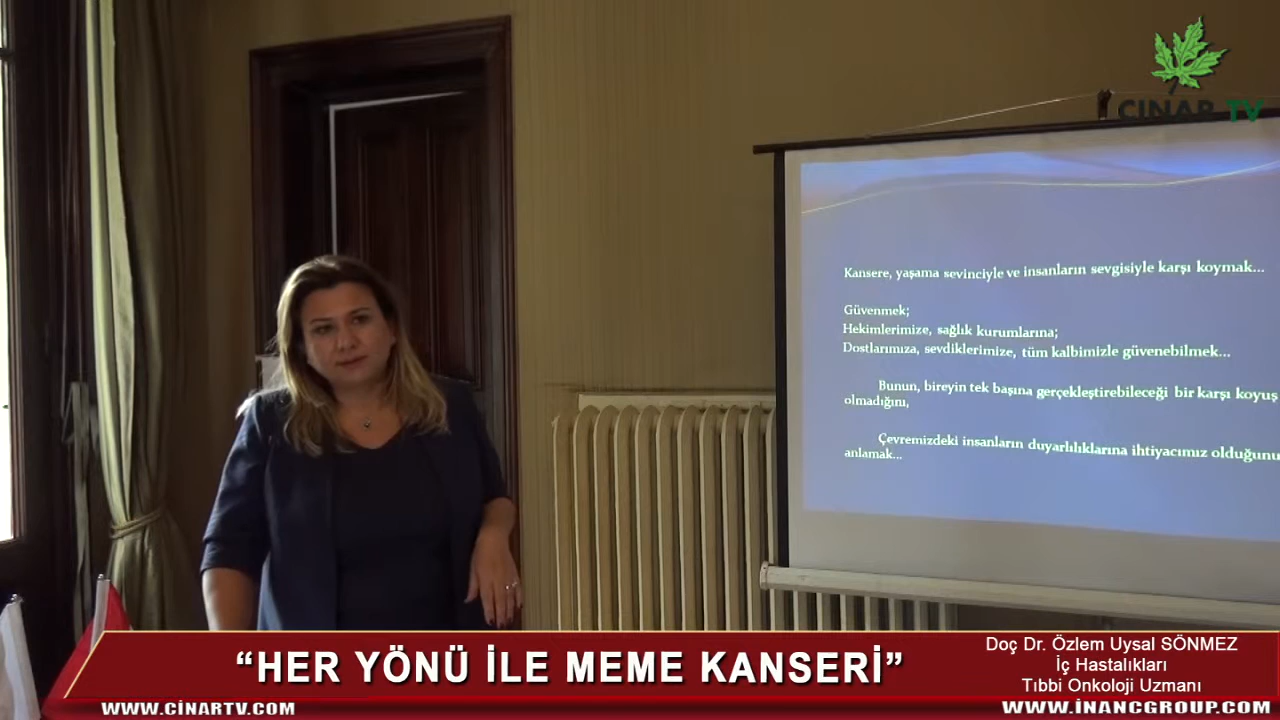 CINAR TV
Kansere, yaşama sevinciyle ve insanların sevgisiyle karşı koymak...
Güvenmek;
Hekimlerimize, sağlık kurumlarına;
Dostlarımıza, sevdiklerimize, tüm kalbimizle güvenebilmek...
Bunun, bireyin tek başına gerçekleştirebileceği bir karşı koyuş
olmadığını,
Çevremizdeki insanların duyarlılıklarına ihtiyacımız olduğunu
anlamak...
“HER YÖNÜ İLE MEME KANSERİ”
Doç Dr. Özlem Uysal SÖNMEZ
İç Hastalıkları
Tıbbi Onkoloji Uzmanı
WWW.CİNARTV.COM
WWW.İNANCGROUP.COM